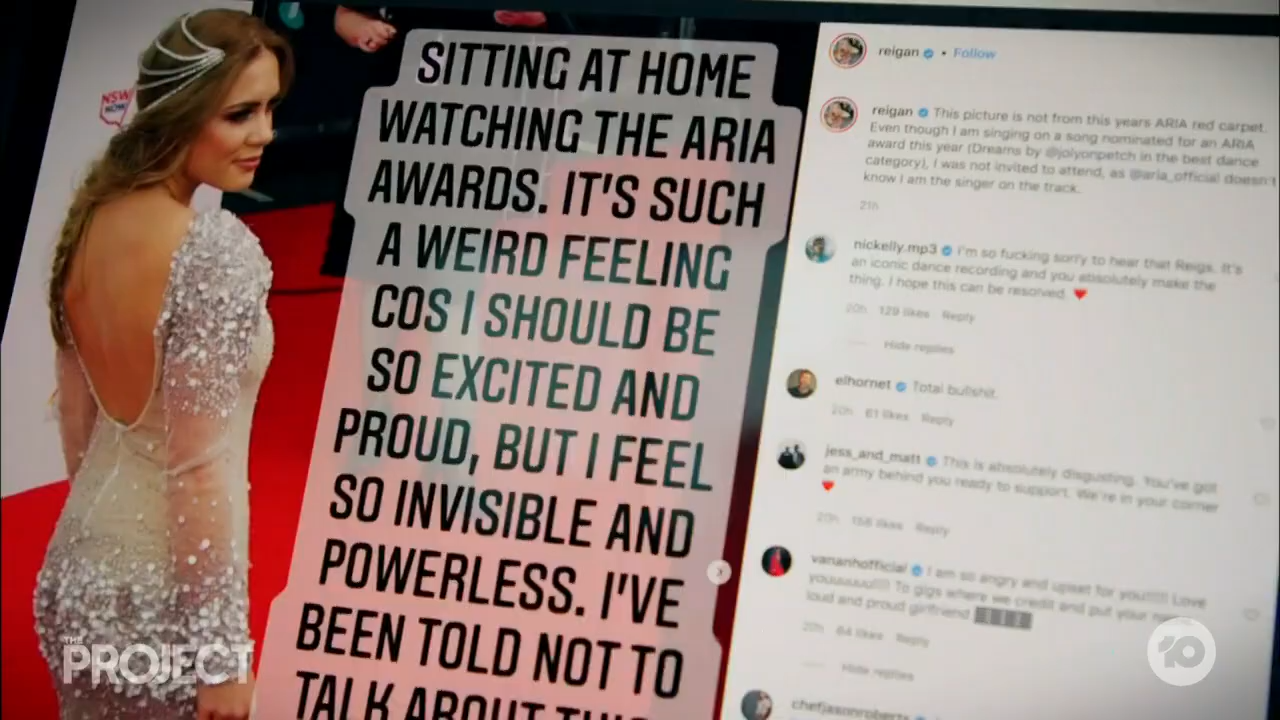 NSW
NOW
SITTING AT HOME
WATCHING THE ARIA
AWARDS. IT'S SUCH
A WEIRD FEELING
COS I SHOULD BE
SO EXCITED AND
PROUD, BUT I FEEL
SO INVISIBLE AND
POWERLESS. I'VE
BEEN TOLD NOT TO
TALK ABOUT THIS
reigan • Follow
reigan This picture is not from this years ARIA red carpet.
Even though I am singing on a song nominated for an ARIA
award this year (Dreams by @jolyonpetch in the best dance
category), I was not invited to attend, as @aria_official doesn't
know I am the singer on the track.
21h
nickelly.mp3 I'm so fucking sorry to hear that Reigs. It's
an iconic dance recording and you absolutely make the
thing. I hope this can be resolved. ❤️
20h 129 likes Reply
Hide replies
elhornet Total bullshit.
20h 61 likes Reply
jess_and_matt This is absolutely disgusting. You've got
an army behind you ready to support. We're in your corner
❤️
20h 158 likes Reply
vananhofficial I am so angry and upset for you!!!!! Love
youuuuuu!!!! To gigs where we credit and put your
loud and proud girlfriend
20h 64 likes Reply
Hide replies
chefjasonroberts
THE
PROJECT
10